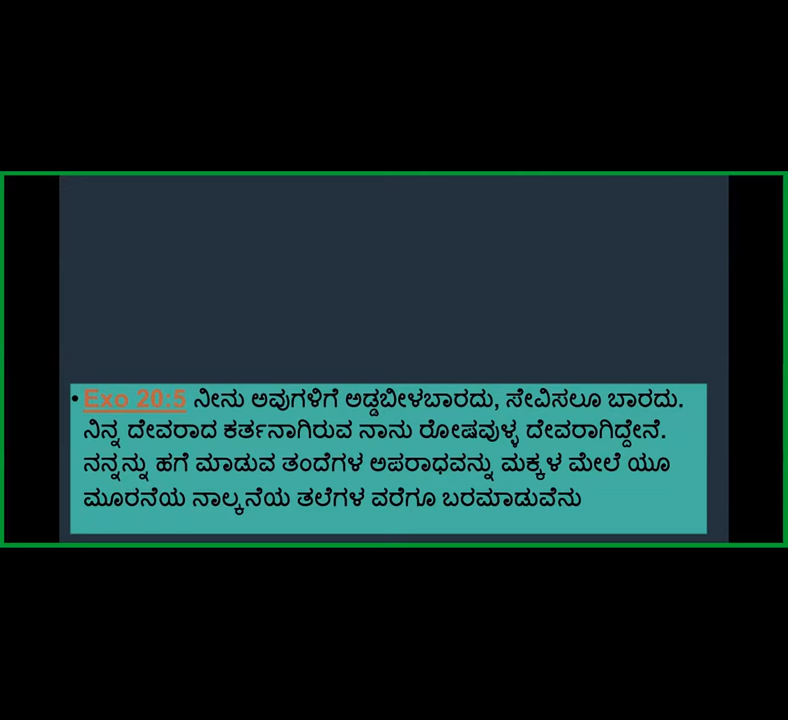 • Exo 20:5 ನೀನು ಅವುಗಳಿಗೆ ಅಡ್ಡಬೀಳಬಾರದು, ಸೇವಿಸಲೂ ಬಾರದು.
ನಿನ್ನ ದೇವರಾದ ಕರ್ತನಾಗಿರುವ ನಾನು ರೋಷವುಳ್ಳ ದೇವರಾಗಿದ್ದೇನೆ.
ನನ್ನನ್ನು ಹಗೆ ಮಾಡುವ ತಂದೆಗಳ ಅಪರಾಧವನ್ನು ಮಕ್ಕಳ ಮೇಲೆ ಯೂ
ಮೂರನೆಯ ನಾಲ್ಕನೆಯ ತಲೆಗಳ ವರೆಗೂ ಬರಮಾಡುವೆನು